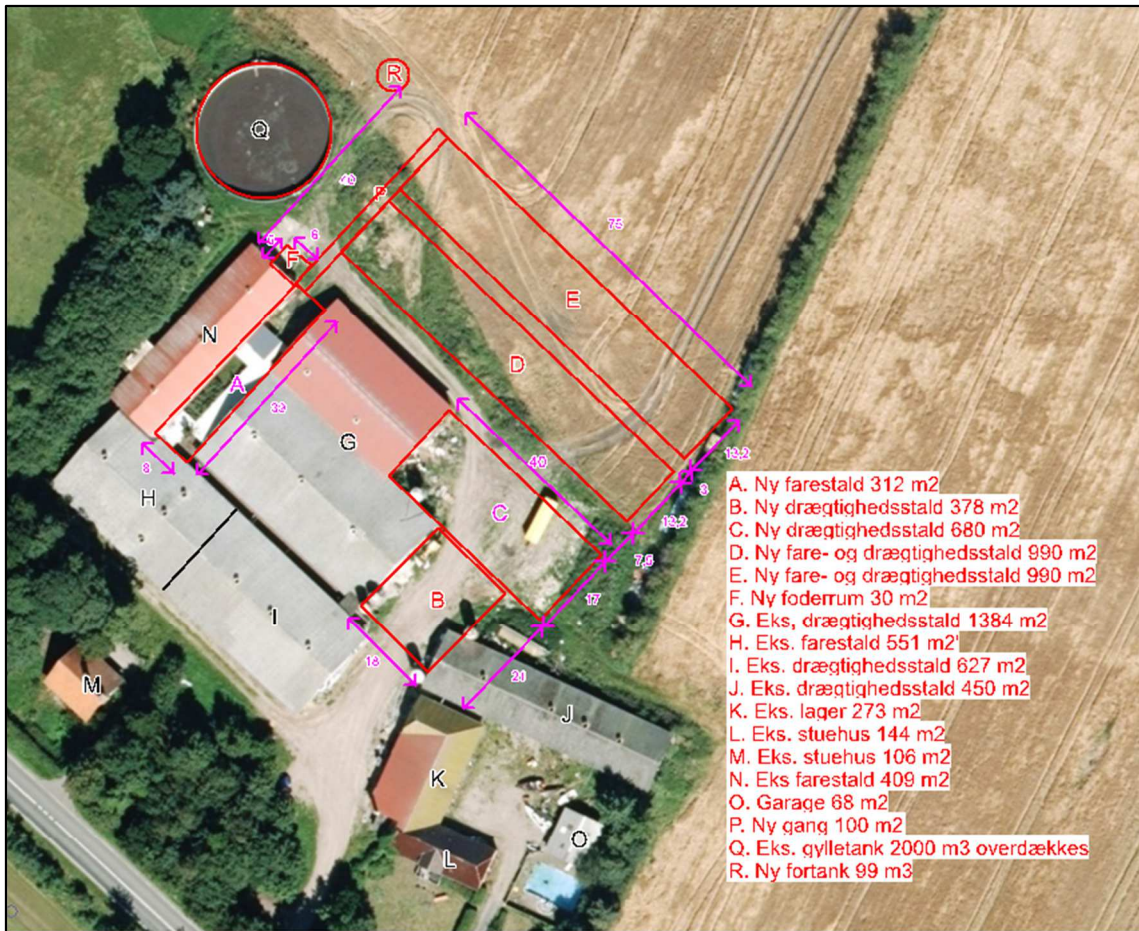 R
Q
40
75
P
5
6
F
E
N
D
A
39
G
40
8
H
13,2
3
C
13,2
7,5
B
17
I
18
21
M
J
K
O
L
A. Ny farestald 312 m2
B. Ny drægtighedsstald 378 m2
C. Ny drægtighedsstald 680 m2
D. Ny fare- og drægtighedsstald 990 m2
E. Ny fare- og drægtighedsstald 990 m2
F. Ny foderrum 30 m2
G. Eks, drægtighedsstald 1384 m2
H. Eks. farestald 551 m2'
I. Eks. drægtighedsstald 627 m2
J. Eks. drægtighedsstald 450 m2
K. Eks. lager 273 m2
L. Eks. stuehus 144 m2
M. Eks. stuehus 106 m2
N. Eks farestald 409 m2
O. Garage 68 m2
P. Ny gang 100 m2
Q. Eks. gylletank 2000 m3 overdækkes
R. Ny fortank 99 m3